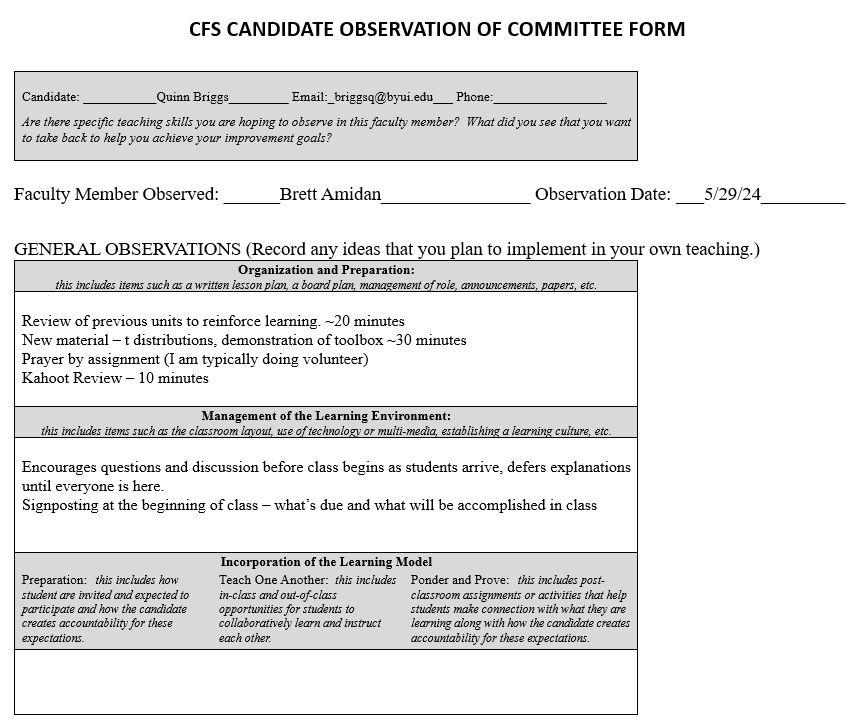 CFS CANDIDATE OBSERVATION OF COMMITTEE FORM
Candidate: ___________Quinn Briggs_________ Email:_briggsq@byui.edu___ Phone:_________________
Are there specific teaching skills you are hoping to observe in this faculty member?  What did you see that you want
to take back to help you achieve your improvement goals?
Faculty Member Observed: ______Brett Amidan________________ Observation Date: ___5/29/24_________
GENERAL OBSERVATIONS (Record any ideas that you plan to implement in your own teaching.)
Organization and Preparation:
this includes items such as a written lesson plan, a board plan, management of role, announcements, papers, etc.
Review of previous units to reinforce learning. ~20 minutes
New material – t distributions, demonstration of toolbox ~30 minutes
Prayer by assignment (I am typically doing volunteer)
Kahoot Review – 10 minutes
Management of the Learning Environment:
this includes items such as the classroom layout, use of technology or multi-media, establishing a learning culture, etc.
Encourages questions and discussion before class begins as students arrive, defers explanations
until everyone is here.
Signposting at the beginning of class – what's due and what will be accomplished in class
Incorporation of the Learning Model
Preparation:  this includes how
student are invited and expected to
participate and how the candidate
creates accountability for these
expectations.
Teach One Another:  this includes
in-class and out-of-class
opportunities for students to
collaboratively learn and instruct
each other.
Ponder and Prove:  this includes post-
classroom assignments or activities that help
students make connection with what they are
learning along with how the candidate creates
accountability for these expectations.